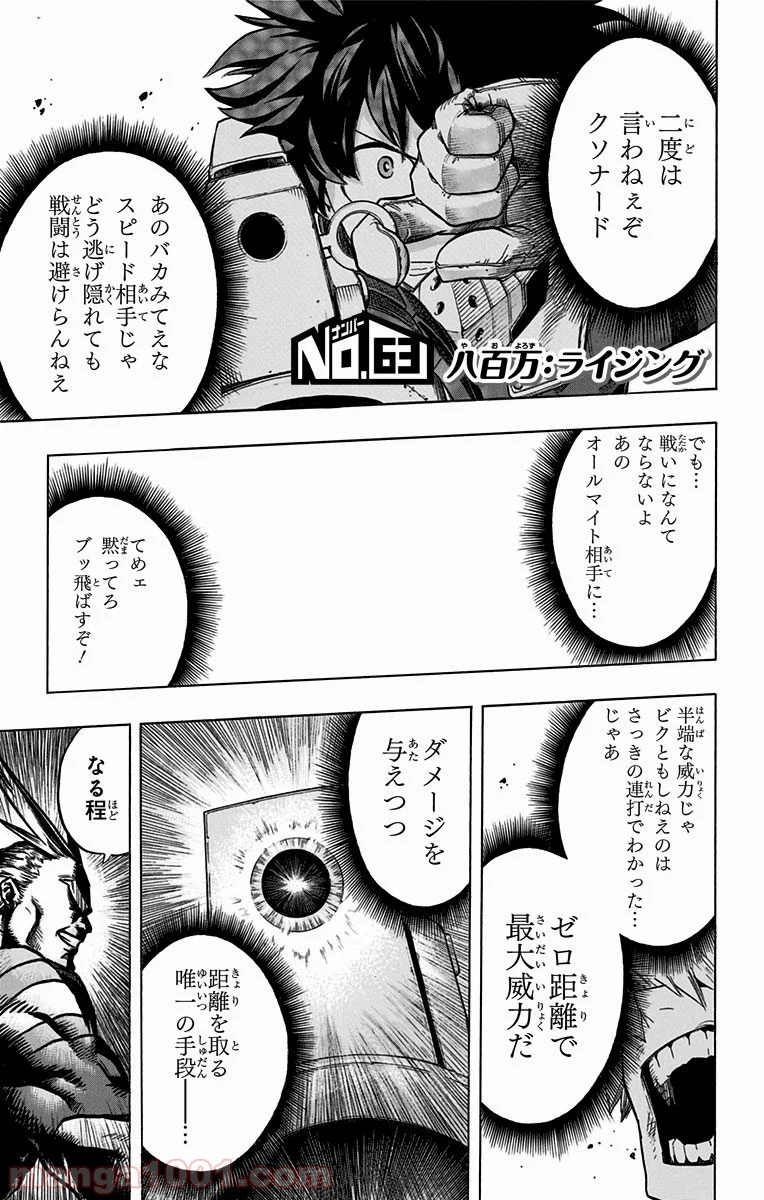 二度は
言わねぇぞ
クソナード
あのバカみてえな
スピード相手じゃ
どう逃げ隠れても
戦闘は避けらんねえ
ナンバー
No.63
八百万：ライジング
でも…
戦いになんて
ならないよ
あの
オールマイト相手に…
てめェ
黙ってろ
ブッ飛ばすぞ！
半端な威力じゃ
ビクともしねえのは
さっきの連打でわかった…
じゃあ
ゼロ距離で
最大威力だ
ダメージを
与えつつ
距離を取る
唯一の手段
――…
なる程
manga1001.com